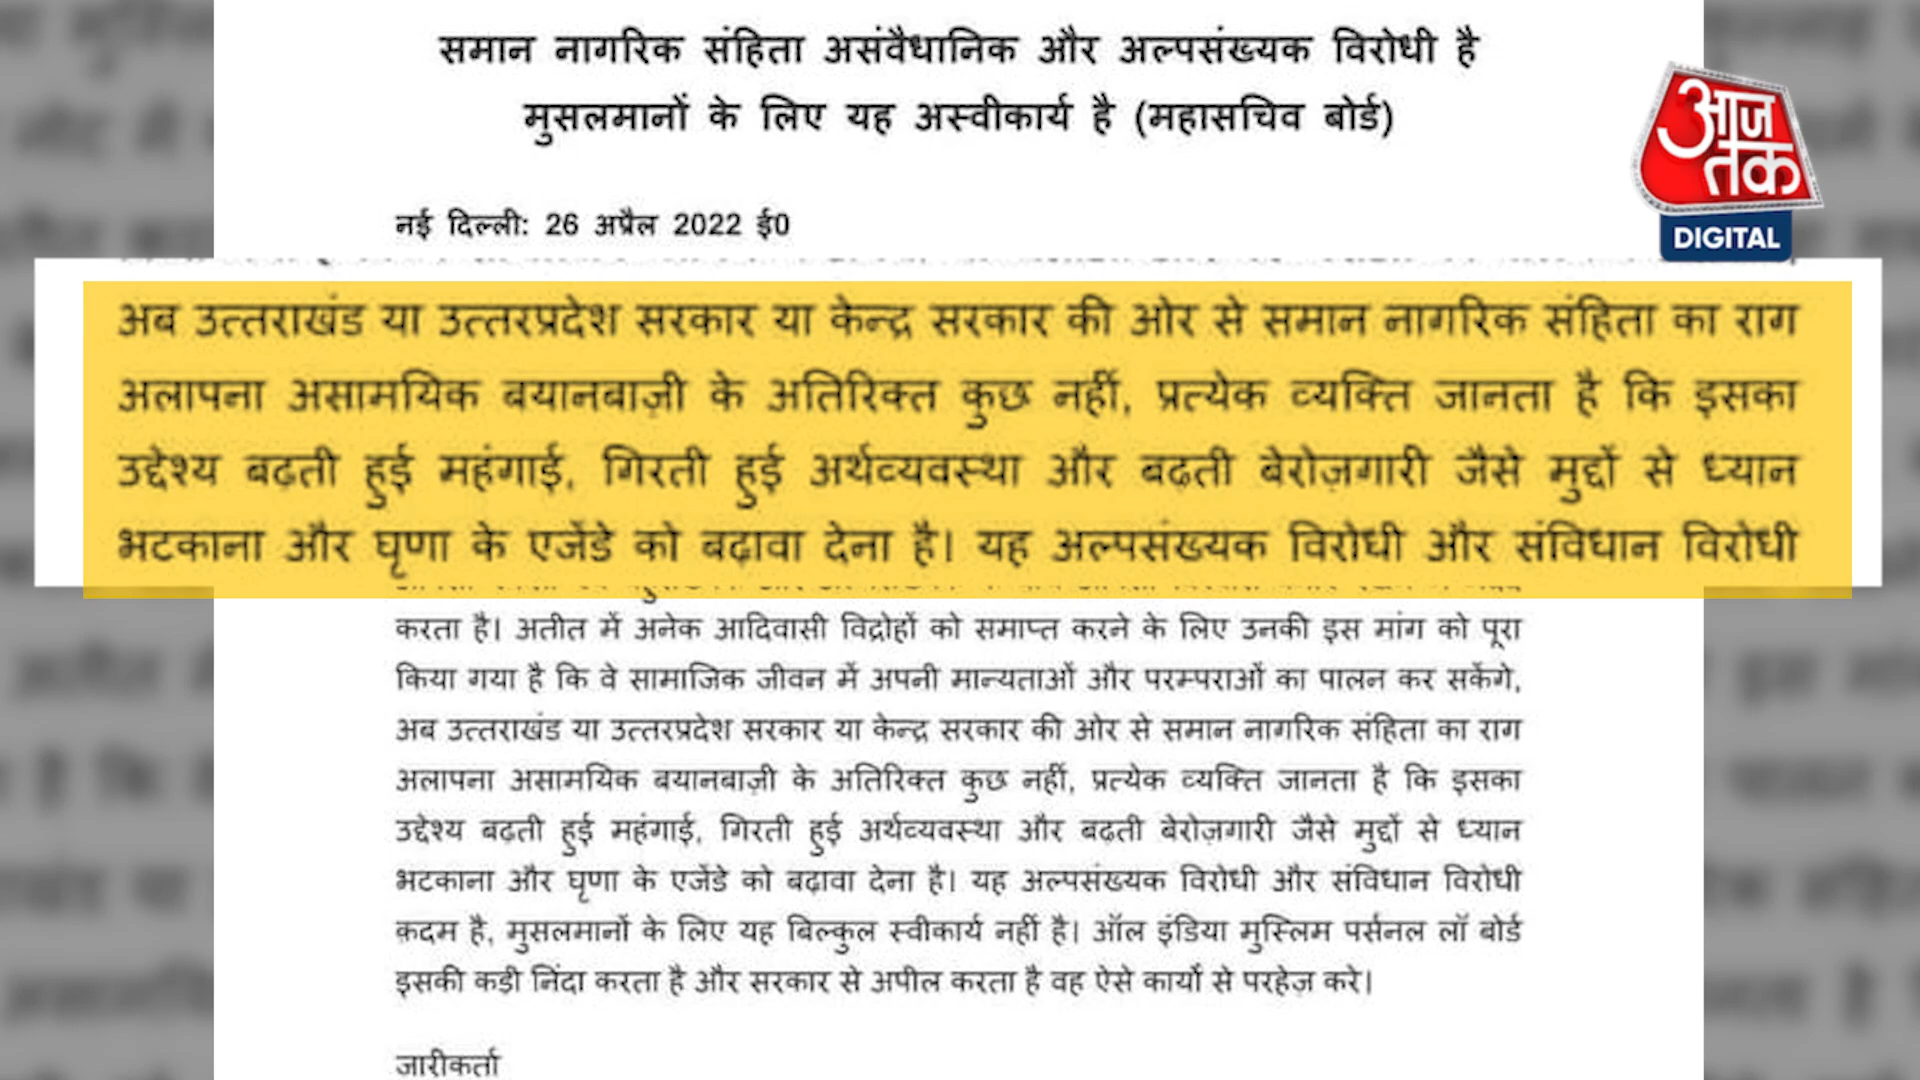 समान नागरिक संहिता असंवैधानिक और अल्पसंख्यक विरोधी है
मुसलमानों के लिए यह अस्वीकार्य है (महासचिव बोर्ड)
आज
तक
DIGITAL
नई दिल्ली: 26 अप्रैल 2022 ई0
अब उत्तराखंड या उत्तरप्रदेश सरकार या केन्द्र सरकार की ओर से समान नागरिक संहिता का राग
अलापना असामयिक बयानबाज़ी के अतिरिक्त कुछ नहीं, प्रत्येक व्यक्ति जानता है कि इसका
उद्देश्य बढ़ती हुई महंगाई, गिरती हुई अर्थव्यवस्था और बढ़ती बेरोज़गारी जैसे मुद्दों से ध्यान
भटकाना और घृणा के एजेंडे को बढ़ावा देना है। यह अल्पसंख्यक विरोधी और संविधान विरोधी
करता है। अतीत में अनेक आदिवासी विद्रोहों को समाप्त करने के लिए उनकी इस मांग को पूरा
किया गया है कि वे सामाजिक जीवन में अपनी मान्यताओं और परम्पराओं का पालन कर सकेंगे,
अब उत्तराखंड या उत्तरप्रदेश सरकार या केन्द्र सरकार की ओर से समान नागरिक संहिता का राग
अलापना असामयिक बयानबाज़ी के अतिरिक्त कुछ नहीं, प्रत्येक व्यक्ति जानता है कि इसका
उद्देश्य बढ़ती हुई महंगाई, गिरती हुई अर्थव्यवस्था और बढ़ती बेरोज़गारी जैसे मुद्दों से ध्यान
भटकाना और घृणा के एजेंडे को बढ़ावा देना है। यह अल्पसंख्यक विरोधी और संविधान विरोधी
क़दम है, मुसलमानों के लिए यह बिल्कुल स्वीकार्य नहीं है। ऑल इंडिया मुस्लिम पर्सनल लॉ बोर्ड
इसकी कड़ी निंदा करता है और सरकार से अपील करता है वह ऐसे कार्यों से परहेज़ करे।
जारीकर्ता